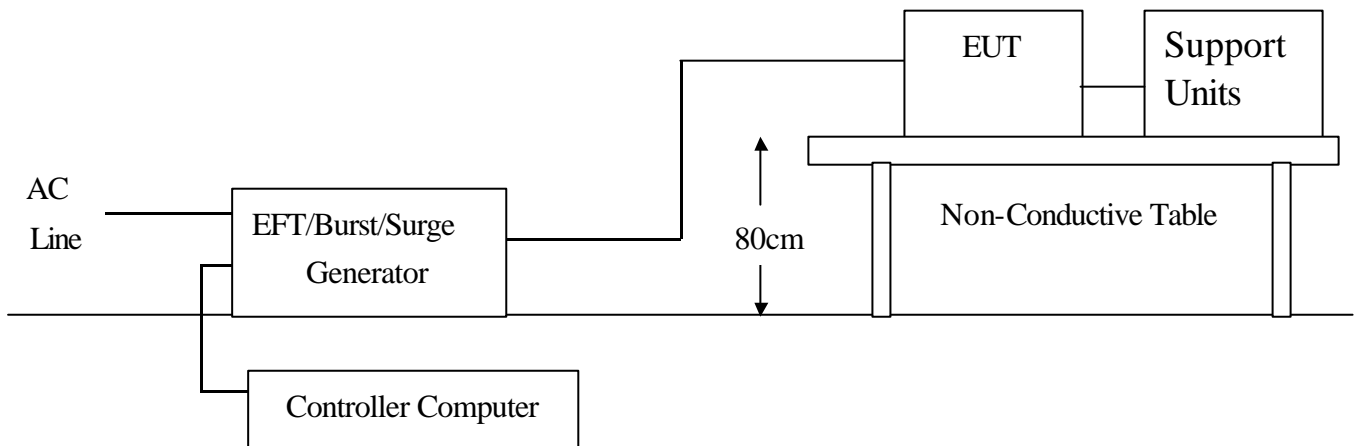 EUT
Support
Units
AC
Line
EFT/Burst/Surge
Generator
80cm
Non-Conductive Table
Controller Computer